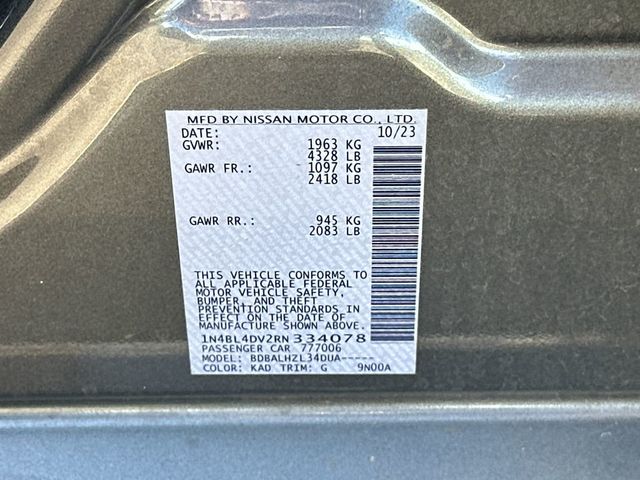 MFD BY NISSAN MOTOR CO., LTD.
DATE: 10/23
GVWR: 1963 KG
4328 LB
GAWR FR.: 1097 KG
2418 LB
GAWR RR.: 945 KG
2083 LB
THIS VEHICLE CONFORMS TO
ALL APPLICABLE FEDERAL
MOTOR VEHICLE SAFETY,
BUMPER, AND THEFT
PREVENTION STANDARDS IN
EFFECT ON THE DATE OF
MANUFACTURE SHOWN ABOVE.
1N4BL4DV2RN334078
PASSENGER CAR 777006
MODEL: BDBALHZL34DUA-----
COLOR: KAD TRIM: G 9N00A